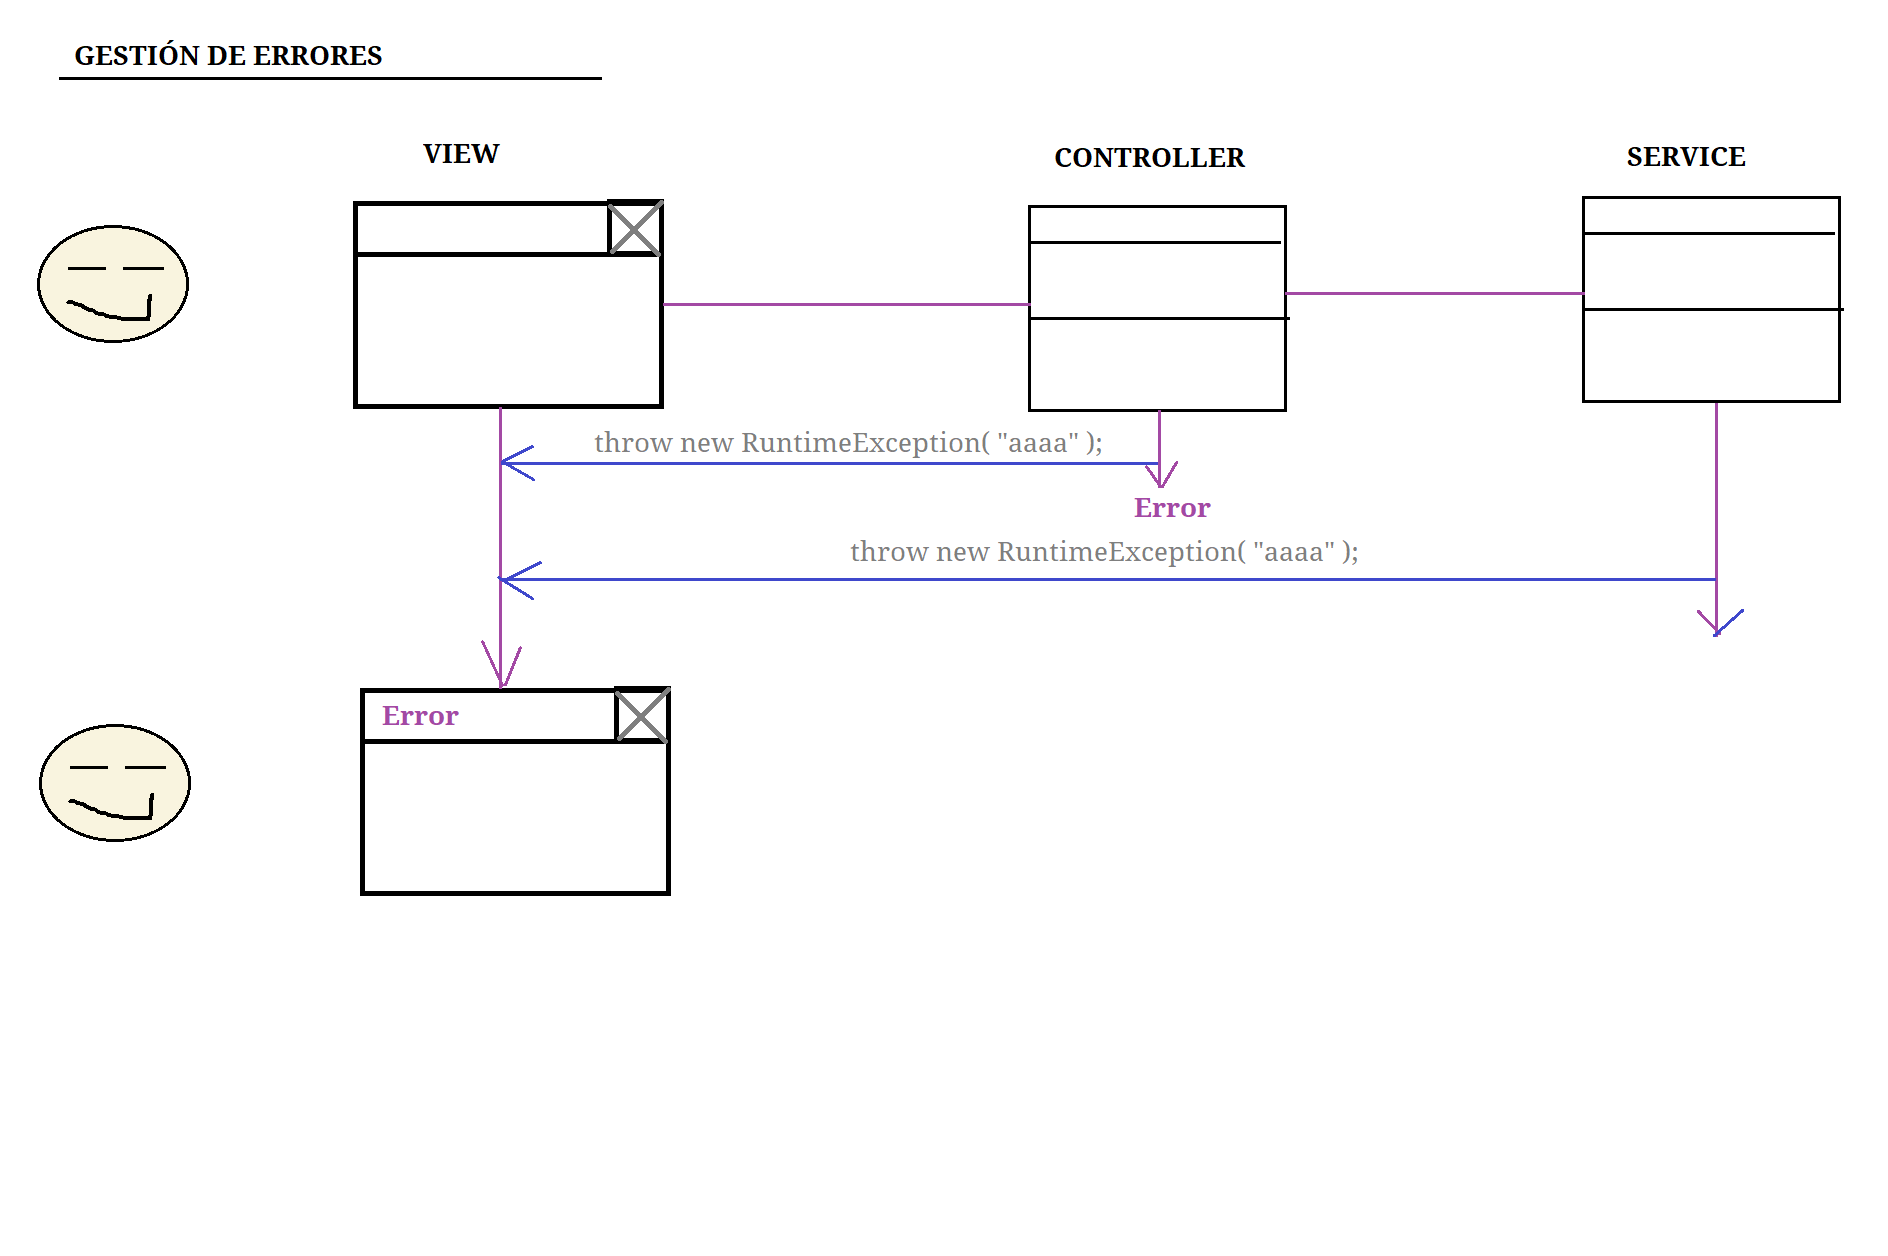 GESTIÓN DE ERRORES
VIEW
CONTROLLER
SERVICE
throw new RuntimeException( "aaaa" );
Error
throw new RuntimeException( "aaaa" );
Error